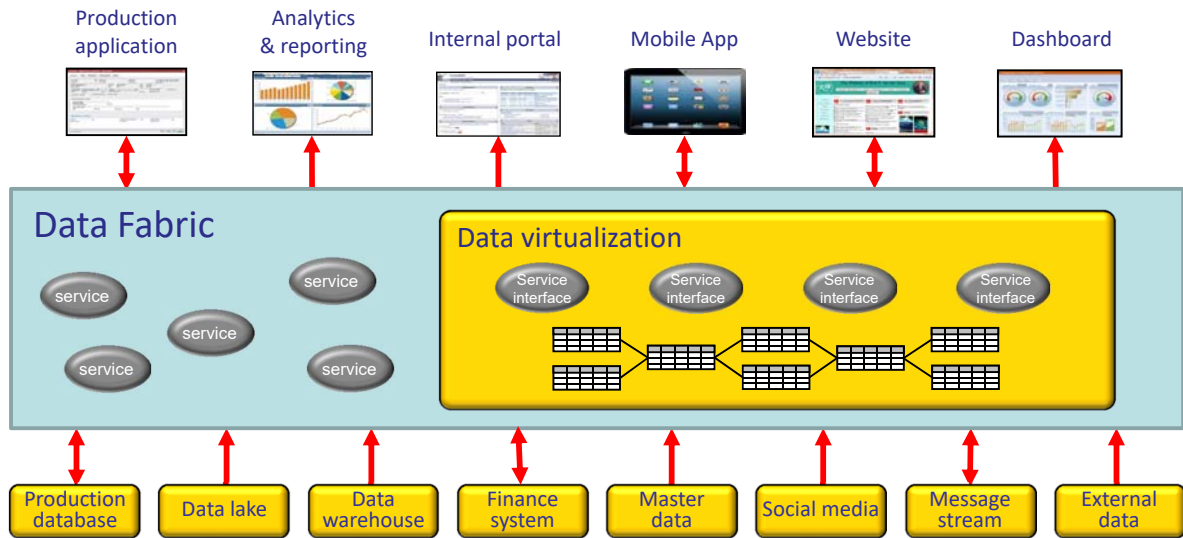 Production
application
Analytics
& reporting
Internal portal
Mobile App
Website
Dashboard
Data Fabric
Data virtualization
service
service
service
service
service
Service
interface
Service
interface
Service
interface
Service
interface
Production
database
Data lake
Data
warehouse
Finance
system
Master
data
Social media
Message
stream
External
data